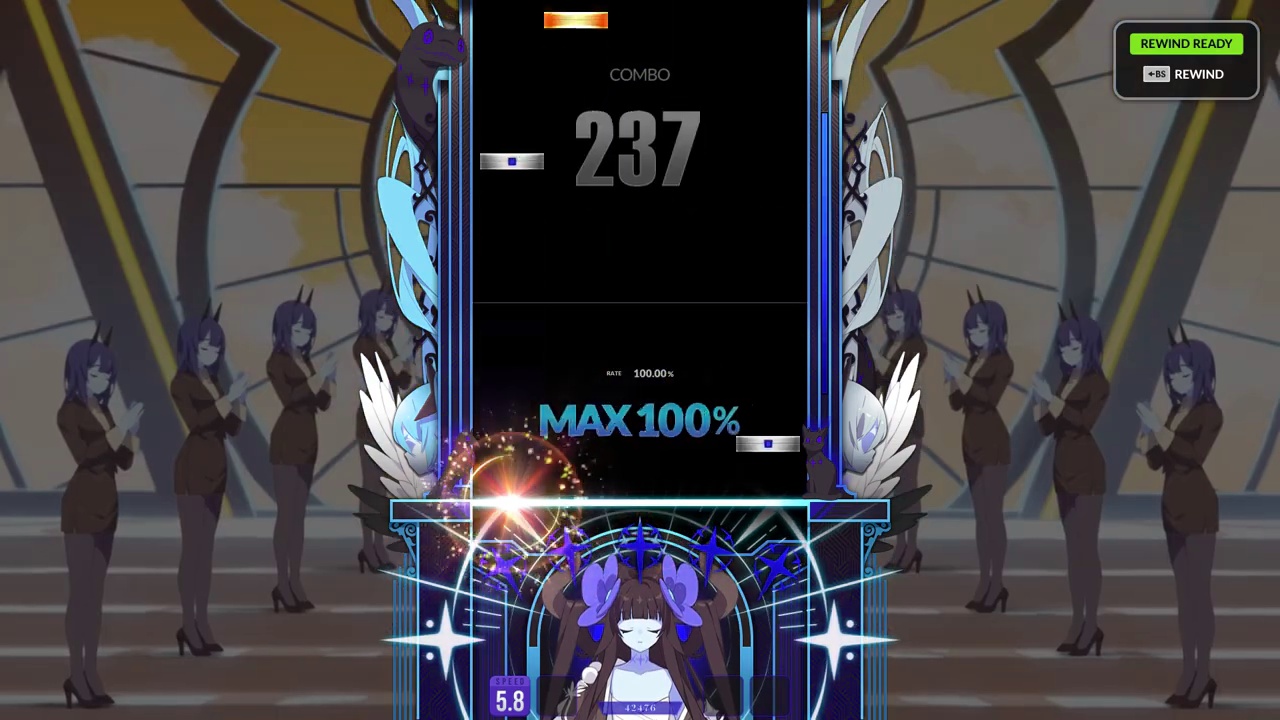 COMBO
237
RATE 100.00%
MAX 100%
REWIND READY
←BS REWIND
SPEED
5.8
42476